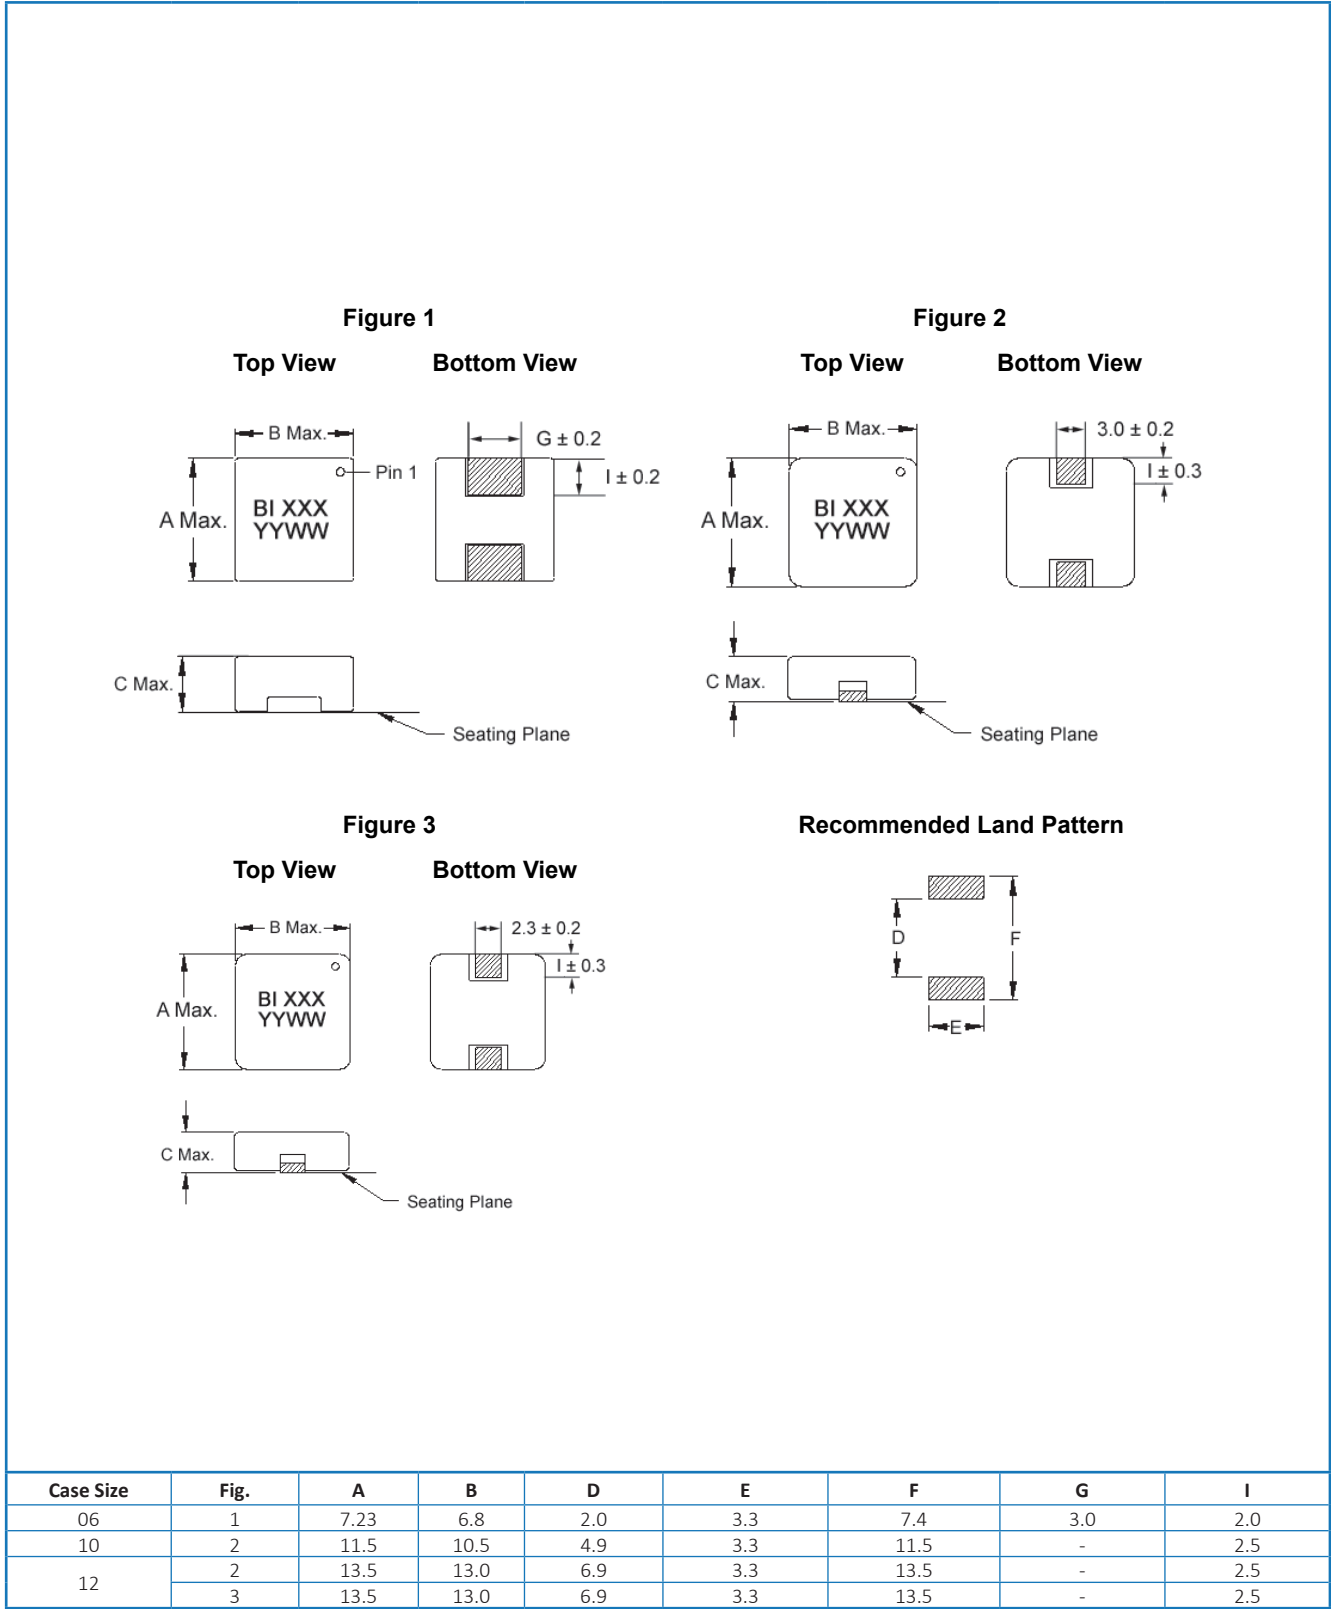 Figure 1
Top View Bottom View
B Max.
G ± 0.2
Pin 1
I ± 0.2
A Max.
BI XXX
YYWW
C Max.
Seating Plane
Figure 2
Top View Bottom View
B Max.
3.0 ± 0.2
I ± 0.3
A Max.
BI XXX
YYWW
C Max.
Seating Plane
Figure 3
Top View Bottom View
B Max.
2.3 ± 0.2
I ± 0.3
A Max.
BI XXX
YYWW
C Max.
Seating Plane
Recommended Land Pattern
D
F
E
Case Size Fig. A B D E F G I
06 1 7.23 6.8 2.0 3.3 7.4 3.0 2.0
10 2 11.5 10.5 4.9 3.3 11.5 - 2.5
12 2 13.5 13.0 6.9 3.3 13.5 - 2.5
3 13.5 13.0 6.9 3.3 13.5 - 2.5